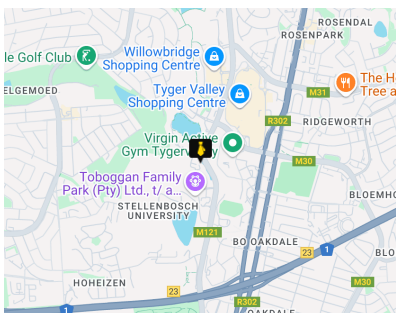 ROSENDAL
ROSENPARK
Willowbridge
Shopping Centre
le Golf Club
The H
Tree a
ELGEMOED
Tyger Valley
Shopping Centre
M31
R302
RIDGEWORTH
Virgin Active
Gym Tygerv
y
M30
Toboggan Family
Park (Pty) Ltd., t/ a...
BLOEMHO
STELLENBOSCH
UNIVERSITY
M121
BO OAKDALE
1
23
BLO
HOHEIZEN
M30
23
R302
1
OAKDALE